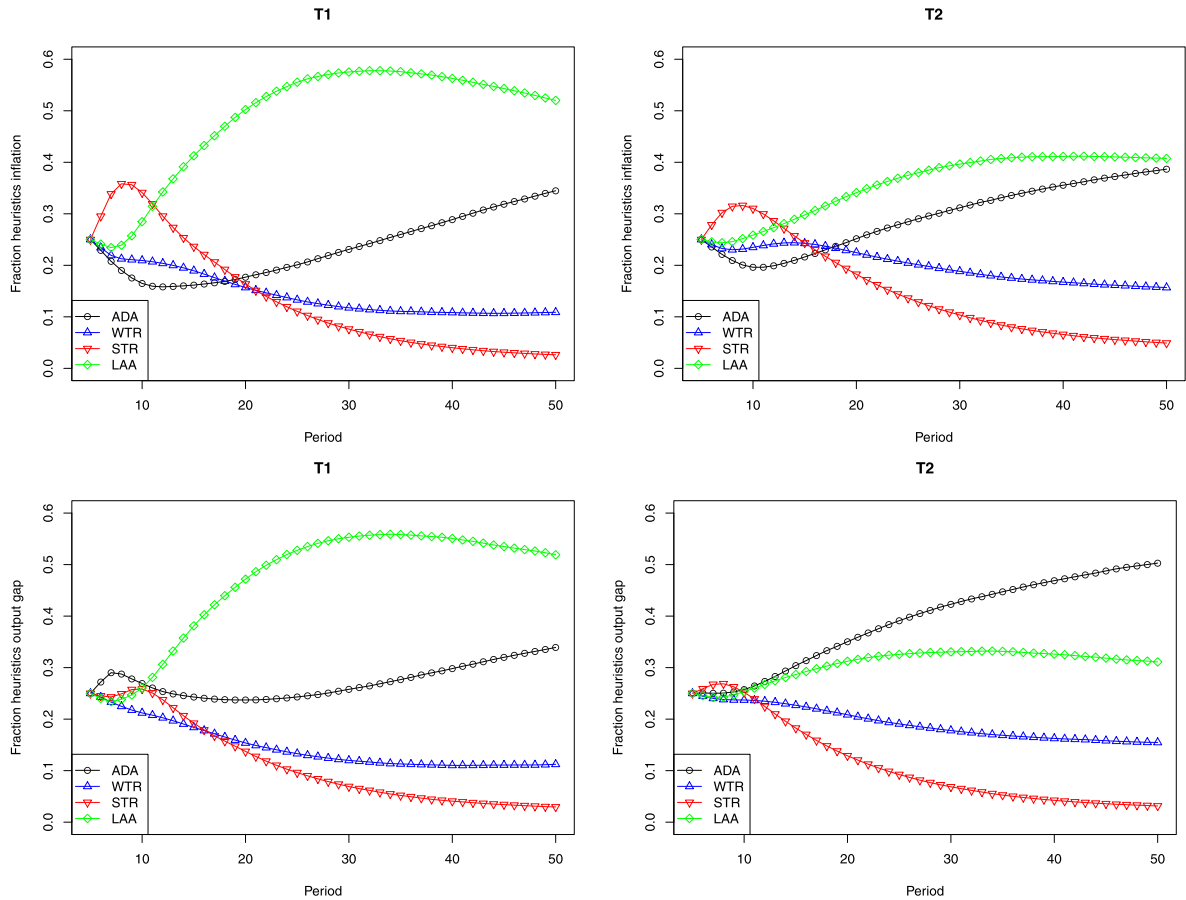 T1
Fraction heuristics inflation
0.6
0.5
0.4
0.3
0.2
0.1
0.0
ADA
WTR
STR
LAA
10
20
30
40
50
Period
T2
Fraction heuristics inflation
0.6
0.5
0.4
0.3
0.2
0.1
0.0
ADA
WTR
STR
LAA
10
20
30
40
50
Period
T1
Fraction heuristics output gap
0.6
0.5
0.4
0.3
0.2
0.1
0.0
ADA
WTR
STR
LAA
10
20
30
40
50
Period
T2
Fraction heuristics output gap
0.6
0.5
0.4
0.3
0.2
0.1
0.0
ADA
WTR
STR
LAA
10
20
30
40
50
Period